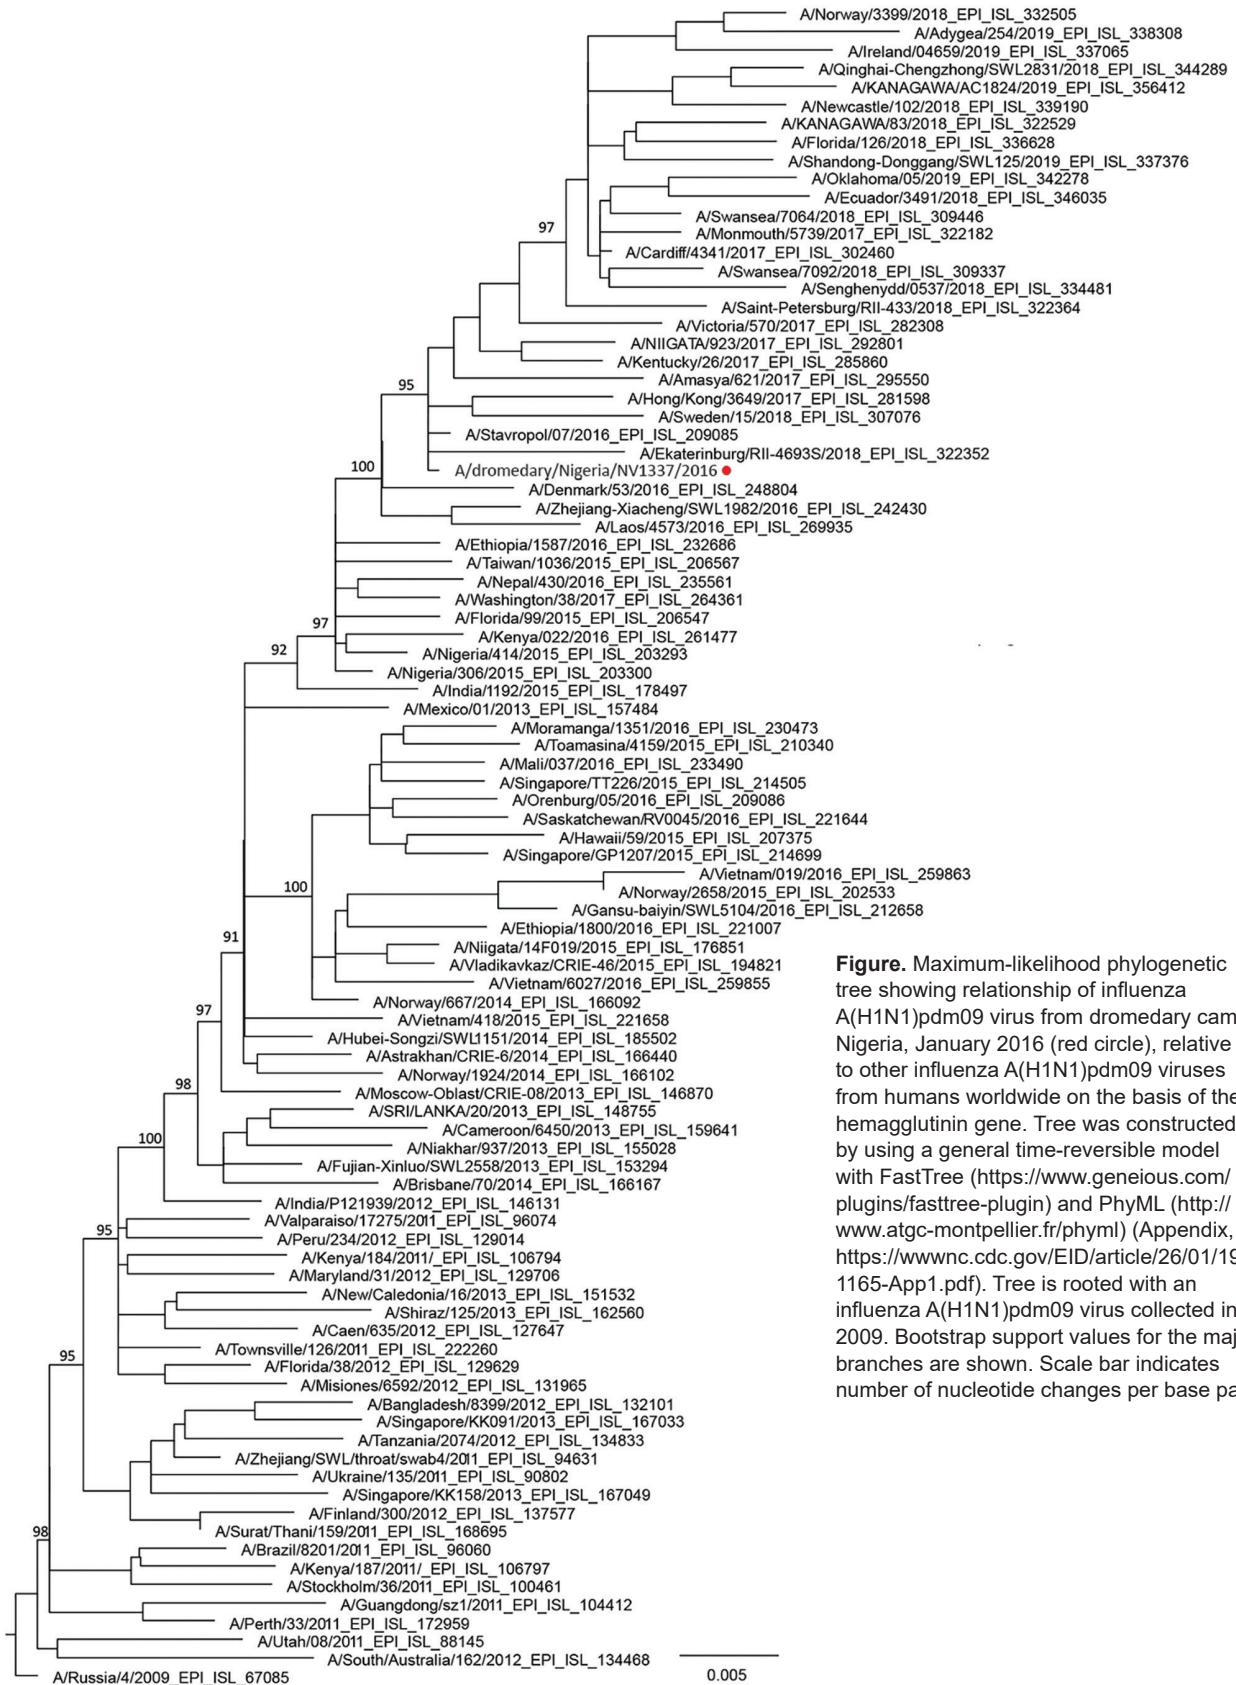 A/Norway/3399/2018_EPI_ISL_332505
A/Adygea/254/2019_EPI_ISL_338308
A/Ireland/04659/2019_EPI_ISL_337065
A/Qinghai-Chengzhong/SWL2831/2018_EPI_ISL_344289
A/KANAGAWA/AC1824/2019_EPI_ISL_356412
A/Newcastle/102/2018_EPI_ISL_339190
A/KANAGAWA/83/2018_EPI_ISL_322529
A/Florida/126/2018_EPI_ISL_336628
A/Shandong-Donggang/SWL125/2019_EPI_ISL_337376
A/Oklahoma/05/2019_EPI_ISL_342278
A/Ecuador/3491/2018_EPI_ISL_346035
A/Swansea/7064/2018_EPI_ISL_309446
A/Monmouth/5739/2017_EPI_ISL_322182
97
A/Cardiff/4341/2017_EPI_ISL_302460
A/Swansea/7092/2018_EPI_ISL_309337
A/Senghenydd/0537/2018_EPI_ISL_334481
A/Saint-Petersburg/RII-433/2018_EPI_ISL_322364
A/Victoria/570/2017_EPI_ISL_282308
A/NIIGATA/923/2017_EPI_ISL_292801
A/Kentucky/26/2017_EPI_ISL_285860
A/Amasya/621/2017_EPI_ISL_295550
95
A/Hong/Kong/3649/2017_EPI_ISL_281598
A/Sweden/15/2018_EPI_ISL_307076
A/Stavropol/07/2016_EPI_ISL_209085
A/Ekaterinburg/RII-4693S/2018_EPI_ISL_322352
100
A/dromedary/Nigeria/NV1337/2016
A/Denmark/53/2016_EPI_ISL_248804
A/Zhejiang-Xiacheng/SWL1982/2016_EPI_ISL_242430
A/Laos/4573/2016_EPI_ISL_269935
A/Ethiopia/1587/2016_EPI_ISL_232686
A/Taiwan/1036/2015_EPI_ISL_206567
A/Nepal/430/2016_EPI_ISL_235561
A/Washington/38/2017_EPI_ISL_264361
A/Florida/99/2015_EPI_ISL_206547
97
A/Kenya/022/2016_EPI_ISL_261477
92
A/Nigeria/414/2015_EPI_ISL_203293
A/Nigeria/306/2015_EPI_ISL_203300
A/India/1192/2015_EPI_ISL_178497
A/Mexico/01/2013_EPI_ISL_157484
A/Moramanga/1351/2016_EPI_ISL_230473
A/Toamasina/4159/2015_EPI_ISL_210340
A/Mali/037/2016_EPI_ISL_233490
A/Singapore/TT226/2015_EPI_ISL_214505
A/Orenburg/05/2016_EPI_ISL_209086
A/Saskatchewan/RV0045/2016_EPI_ISL_221644
A/Hawaii/59/2015_EPI_ISL_207375
A/Singapore/GP1207/2015_EPI_ISL_214699
A/Vietnam/019/2016_EPI_ISL_259863
100
A/Norway/2658/2015_EPI_ISL_202533
A/Gansu-baiyin/SWL5104/2016_EPI_ISL_212658
A/Ethiopia/1800/2016_EPI_ISL_221007
91
A/Niigata/14F019/2015_EPI_ISL_176851
A/Vladikavkaz/CRIE-46/2015_EPI_ISL_194821
A/Vietnam/6027/2016_EPI_ISL_259855
A/Norway/667/2014_EPI_ISL_166092
97
A/Vietnam/418/2015_EPI_ISL_221658
A/Hubei-Songzi/SWL1151/2014_EPI_ISL_185502
A/Astrakhan/CRIE-6/2014_EPI_ISL_166440
A/Norway/1924/2014_EPI_ISL_166102
98
A/Moscow-Oblast/CRIE-08/2013_EPI_ISL_146870
A/SRI/LANKA/20/2013_EPI_ISL_148755
A/Cameroon/6450/2013_EPI_ISL_159641
100
A/Niakhar/937/2013_EPI_ISL_155028
A/Fujian-Xinluo/SWL2558/2013_EPI_ISL_153294
A/Brisbane/70/2014_EPI_ISL_166167
A/India/P121939/2012_EPI_ISL_146131
A/Valparaiso/17275/2011_EPI_ISL_96074
95
A/Peru/234/2012_EPI_ISL_129014
A/Kenya/184/2011/_EPI_ISL_106794
A/Maryland/31/2012_EPI_ISL_129706
A/New/Caledonia/16/2013_EPI_ISL_151532
A/Shiraz/125/2013_EPI_ISL_162560
A/Caen/635/2012_EPI_ISL_127647
A/Townsville/126/2011_EPI_ISL_222260
95
A/Florida/38/2012_EPI_ISL_129629
A/Misiones/6592/2012_EPI_ISL_131965
A/Bangladesh/8399/2012_EPI_ISL_132101
A/Singapore/KK091/2013_EPI_ISL_167033
A/Tanzania/2074/2012_EPI_ISL_134833
A/Zhejiang/SWL/throat/swab4/2011_EPI_ISL_94631
A/Ukraine/135/2011_EPI_ISL_90802
A/Singapore/KK158/2013_EPI_ISL_167049
A/Finland/300/2012_EPI_ISL_137577
98
A/Surat/Thani/159/2011_EPI_ISL_168695
A/Brazil/8201/2011_EPI_ISL_96060
A/Kenya/187/2011/_EPI_ISL_106797
A/Stockholm/36/2011_EPI_ISL_100461
A/Guangdong/sz1/2011_EPI_ISL_104412
A/Perth/33/2011_EPI_ISL_172959
A/Utah/08/2011_EPI_ISL_88145
A/South/Australia/162/2012_EPI_ISL_134468
A/Russia/4/2009_EPI_ISL_67085
0.005
Figure. Maximum-likelihood phylogenetic
tree showing relationship of influenza
A(H1N1)pdm09 virus from dromedary cam
Nigeria, January 2016 (red circle), relative
to other influenza A(H1N1)pdm09 viruses
from humans worldwide on the basis of the
hemagglutinin gene. Tree was constructed
by using a general time-reversible model
with FastTree (https://www.geneious.com/
plugins/fasttree-plugin) and PhyML (http://
www.atgc-montpellier.fr/phyml) (Appendix,
https://wwwnc.cdc.gov/EID/article/26/01/19
1165-App1.pdf). Tree is rooted with an
influenza A(H1N1)pdm09 virus collected in
2009. Bootstrap support values for the maj
branches are shown. Scale bar indicates
number of nucleotide changes per base pa